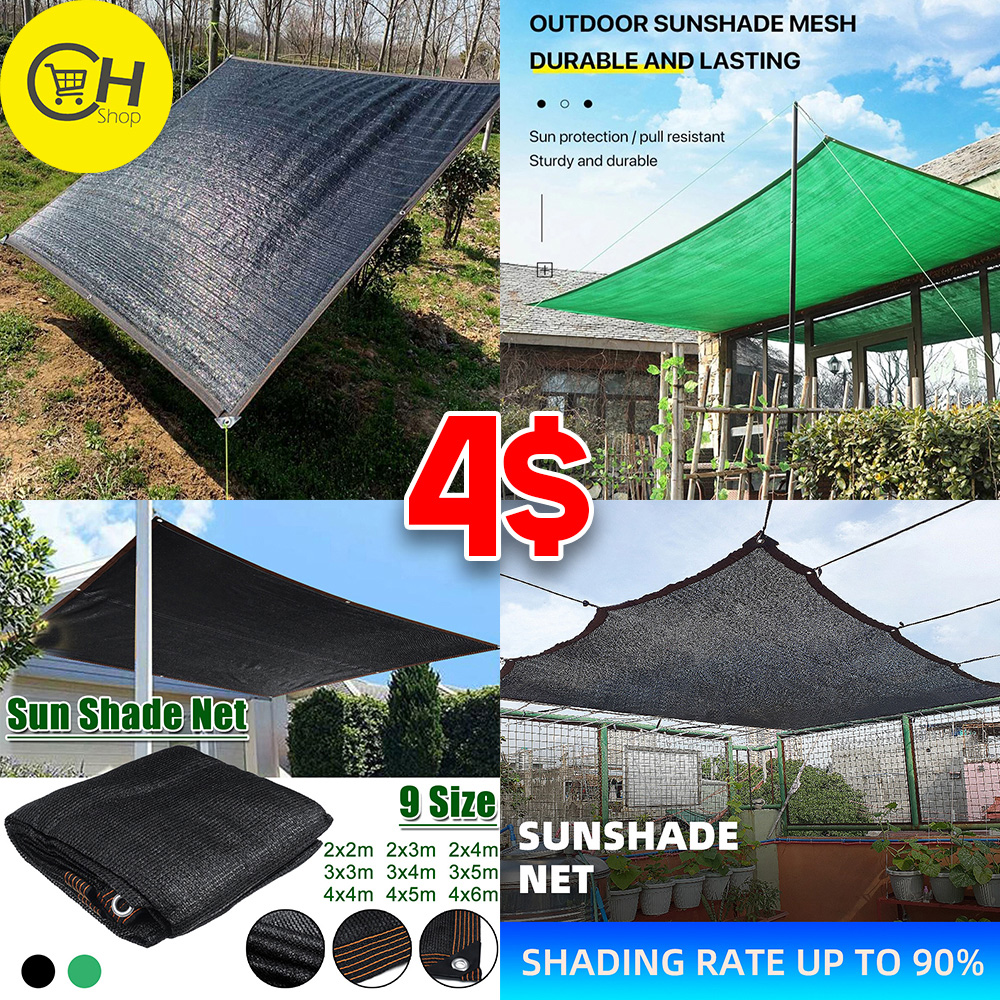 CH
Shop
OUTDOOR SUNSHADE MESH
DURABLE AND LASTING
Sun protection / pull resistant
Sturdy and durable
4$
Sun Shade Net
9 Size
2x2m 2x3m 2x4m
3x3m 3x4m 3x5m
4x4m 4x5m 4x6m
SUNSHADE
NET
SHADING RATE UP TO 90%